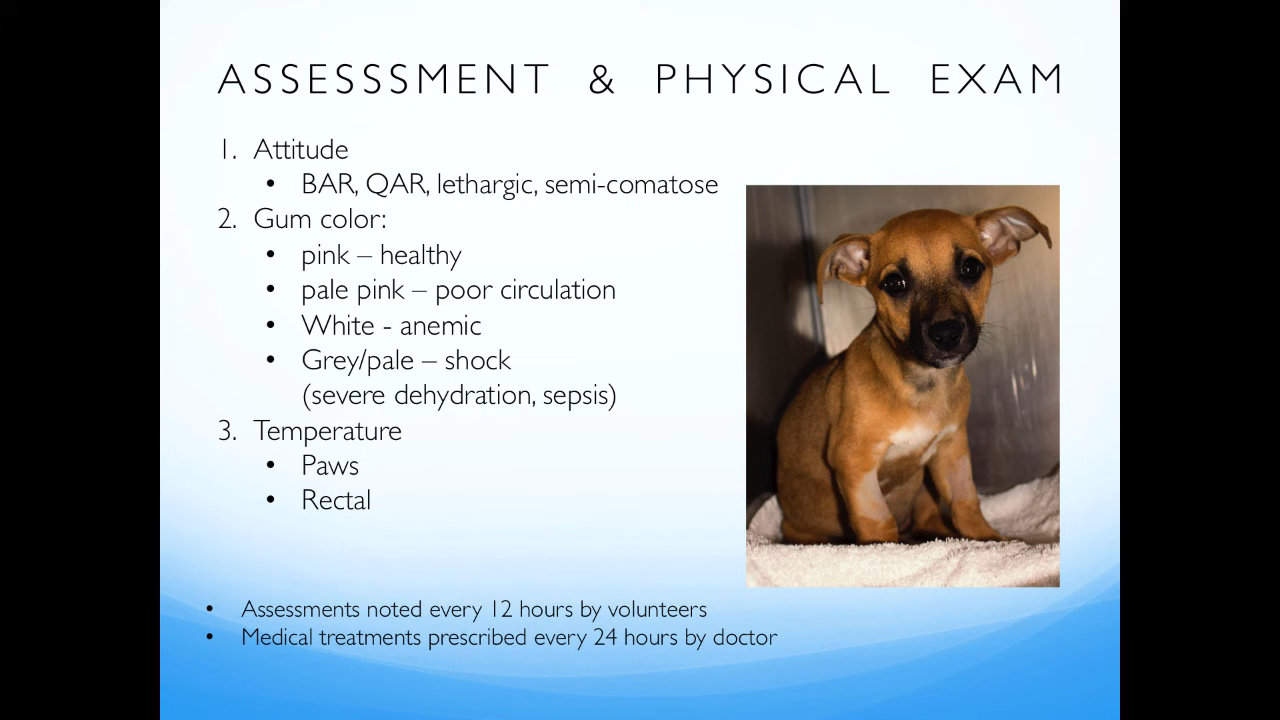 ASSESSSMENT & PHYSICAL EXAM
1. Attitude
• BAR, QAR, lethargic, semi-comatose
2. Gum color:
• pink – healthy
• pale pink – poor circulation
• White - anemic
• Grey/pale – shock
(severe dehydration, sepsis)
3. Temperature
• Paws
• Rectal
• Assessments noted every 12 hours by volunteers
• Medical treatments prescribed every 24 hours by doctor